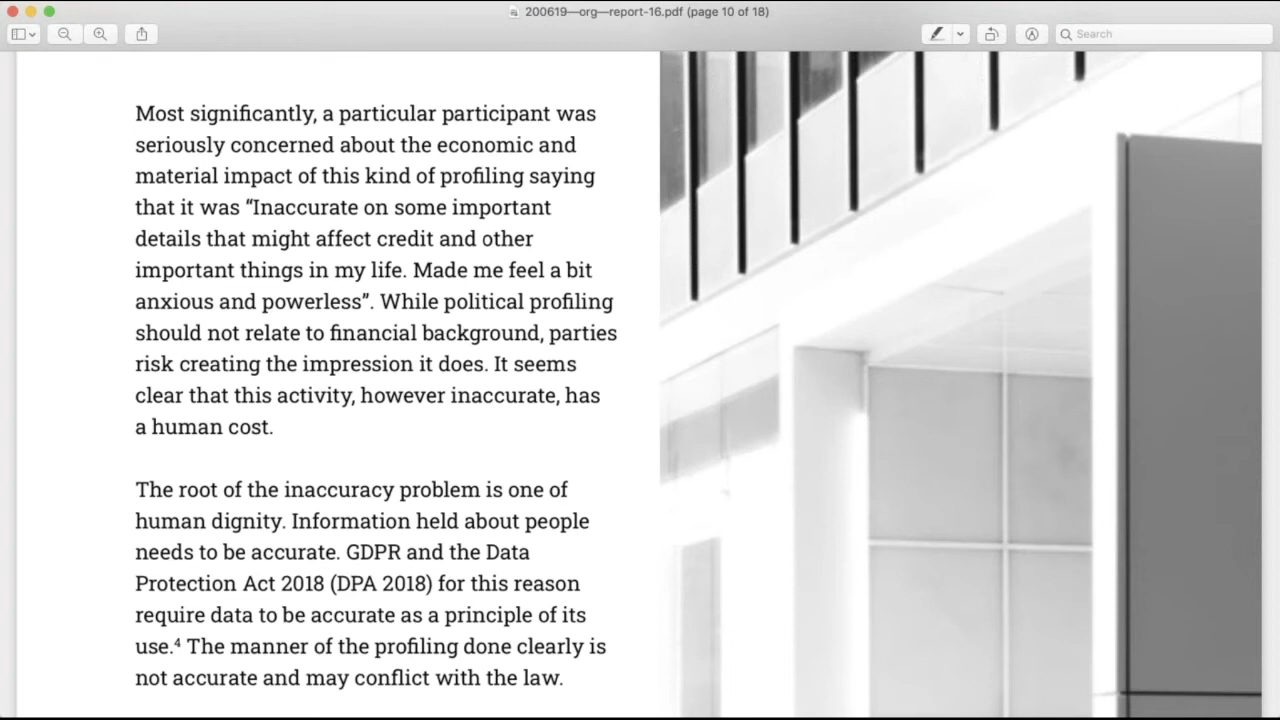 200619—org—report-16.pdf (page 10 of 18)
Search
Most significantly, a particular participant was
seriously concerned about the economic and
material impact of this kind of profiling saying
that it was “Inaccurate on some important
details that might affect credit and other
important things in my life. Made me feel a bit
anxious and powerless”. While political profiling
should not relate to financial background, parties
risk creating the impression it does. It seems
clear that this activity, however inaccurate, has
a human cost.
The root of the inaccuracy problem is one of
human dignity. Information held about people
needs to be accurate. GDPR and the Data
Protection Act 2018 (DPA 2018) for this reason
require data to be accurate as a principle of its
use.⁴ The manner of the profiling done clearly is
not accurate and may conflict with the law.